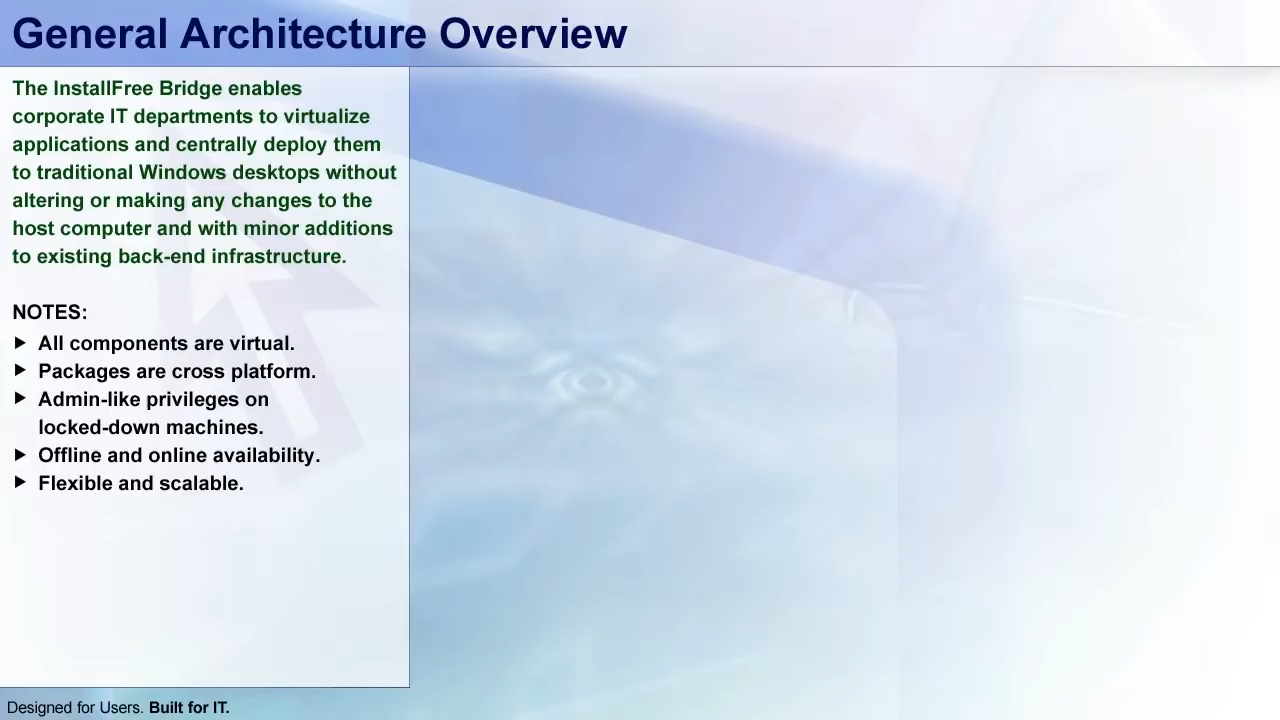 General Architecture Overview
The InstallFree Bridge enables
corporate IT departments to virtualize
applications and centrally deploy them
to traditional Windows desktops without
altering or making any changes to the
host computer and with minor additions
to existing back-end infrastructure.
NOTES:
All components are virtual.
Packages are cross platform.
Admin-like privileges on
locked-down machines.
Offline and online availability.
Flexible and scalable.
Designed for Users. Built for IT.